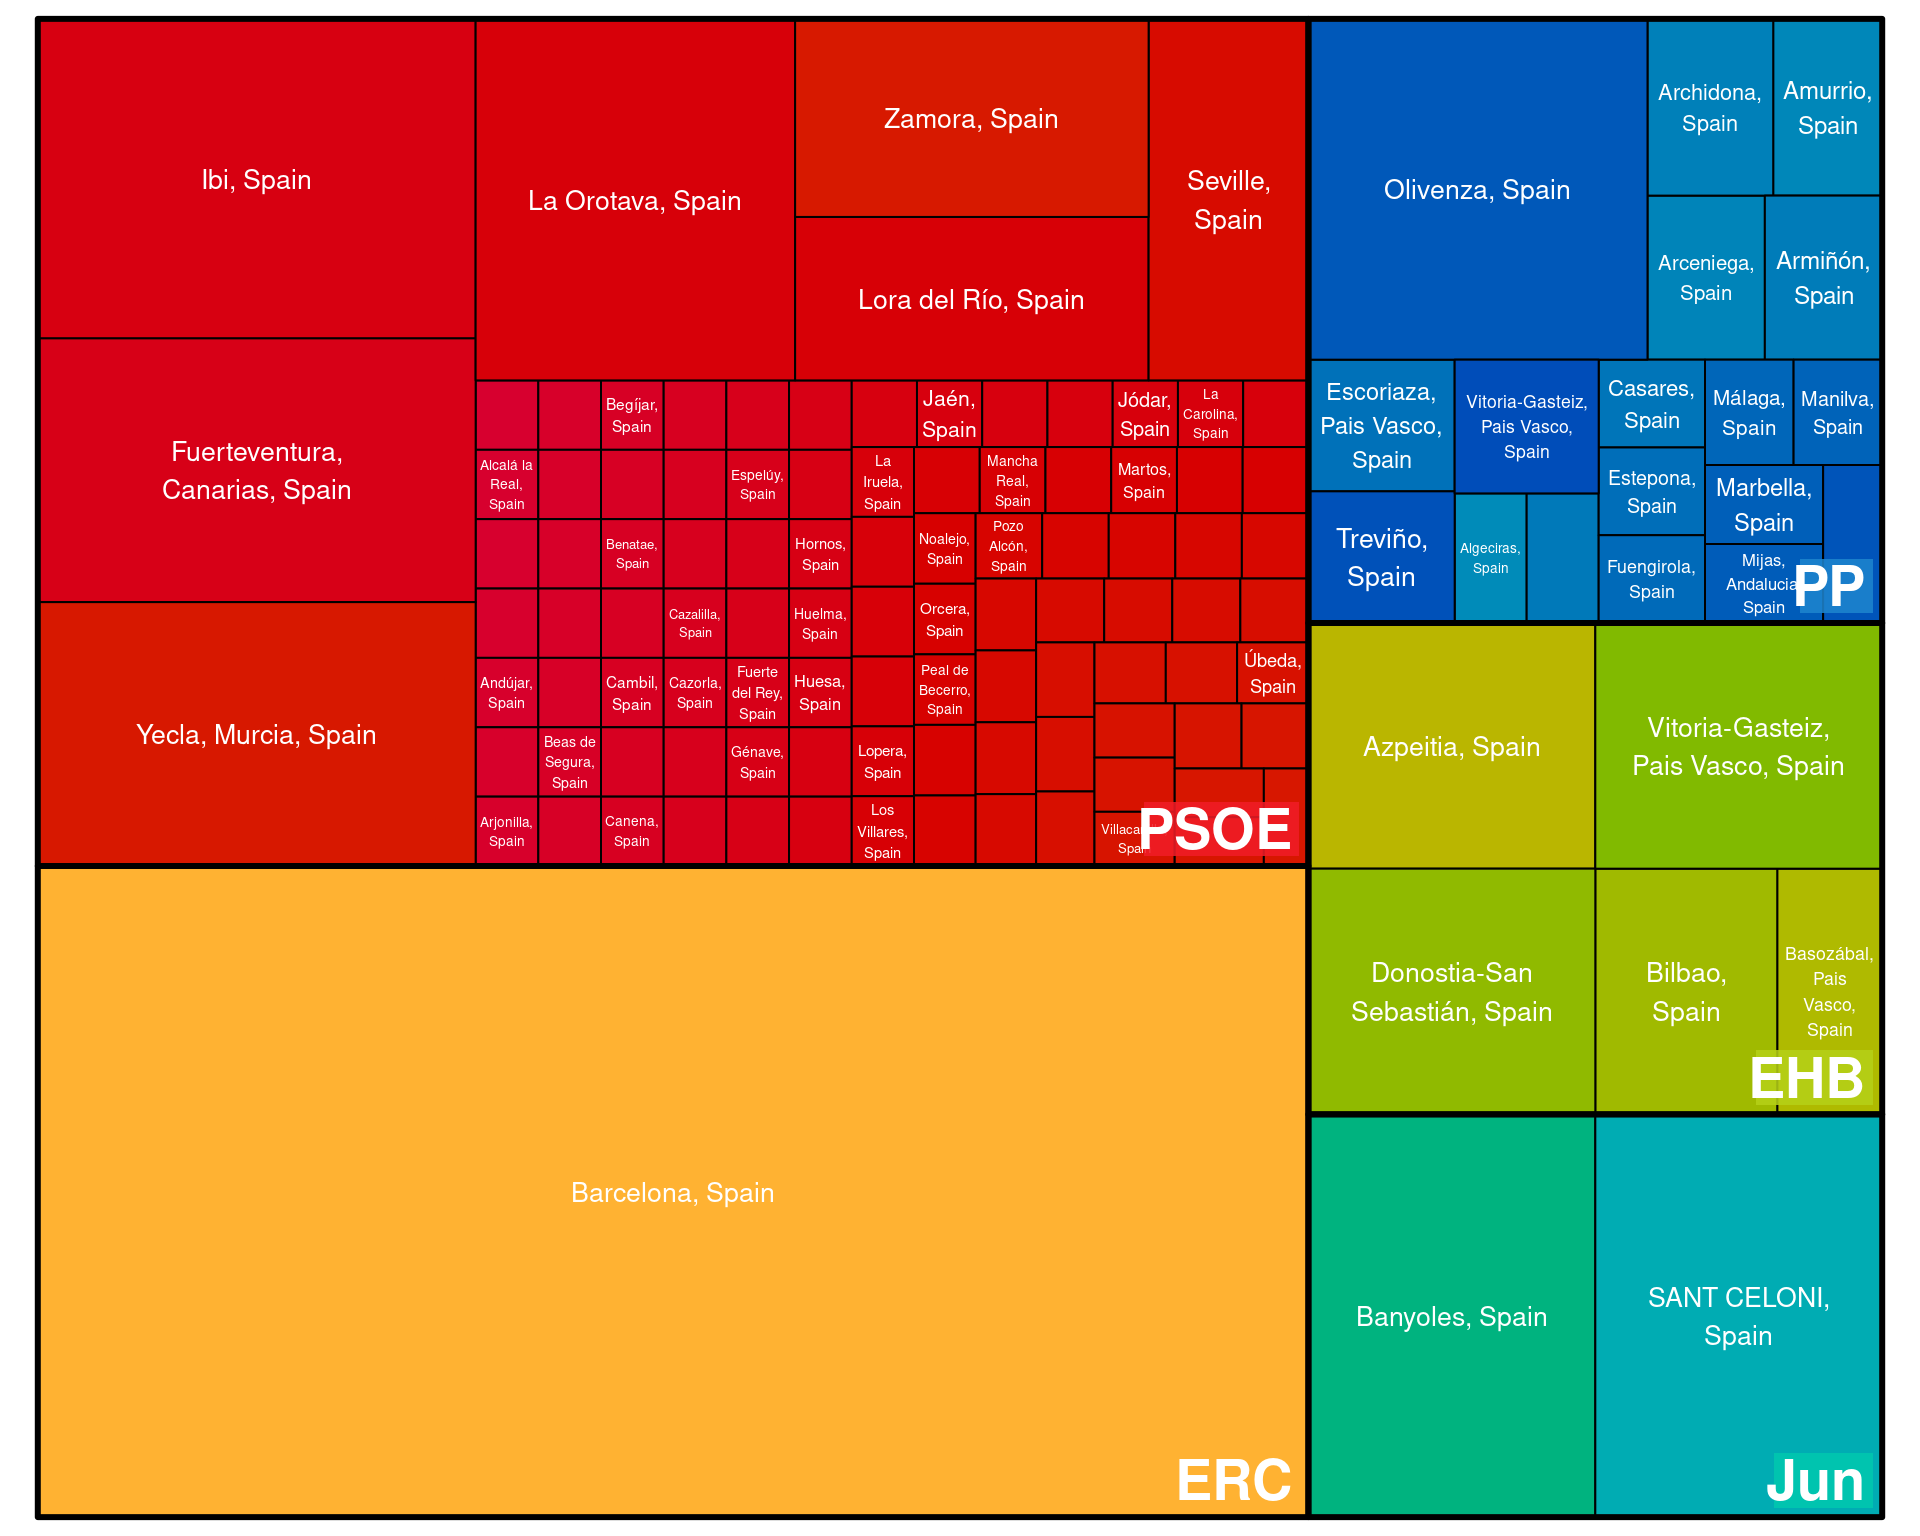 Ibi, Spain
Fuerteventura,
Canarias, Spain
Yecla, Murcia, Spain
La Orotava, Spain
Zamora, Spain
Lora del Río, Spain
Seville,
Spain
Begíjar,
Spain
Jaén,
Spain
Jódar,
Spain
La
Carolina,
Spain
Alcalá la
Real,
Spain
Espelúy,
Spain
La
Iruela,
Spain
Mancha
Real,
Spain
Martos,
Spain
Benatae,
Spain
Hornos,
Spain
Noalejo,
Spain
Pozo
Alcón,
Spain
Cazalilla,
Spain
Huelma,
Spain
Orcera,
Spain
Andújar,
Spain
Cambil,
Spain
Cazorla,
Spain
Fuerte
del Rey,
Spain
Huesa,
Spain
Peal de
Becerro,
Spain
Úbeda,
Spain
Beas de
Segura,
Spain
Génave,
Spain
Lopera,
Spain
Arjonilla,
Spain
Canena,
Spain
Los
Villares,
Spain
PSOE
Barcelona, Spain
ERC
Olivenza, Spain
Archidona,
Spain
Amurrio,
Spain
Arceniega,
Spain
Armiñón,
Spain
Escoriaza,
Pais Vasco,
Spain
Vitoria-Gasteiz,
Pais Vasco,
Spain
Casares,
Spain
Málaga,
Spain
Manilva,
Spain
Treviño,
Spain
Algeciras,
Spain
Estepona,
Spain
Fuengirola,
Spain
Marbella,
Spain
Mijas,
Andalucia
Spain
PP
Azpeitia, Spain
Vitoria-Gasteiz,
Pais Vasco, Spain
Donostia-San
Sebastián, Spain
Bilbao,
Spain
Basozábal,
Pais
Vasco,
Spain
EHB
Banyoles, Spain
SANT CELONI,
Spain
Jun